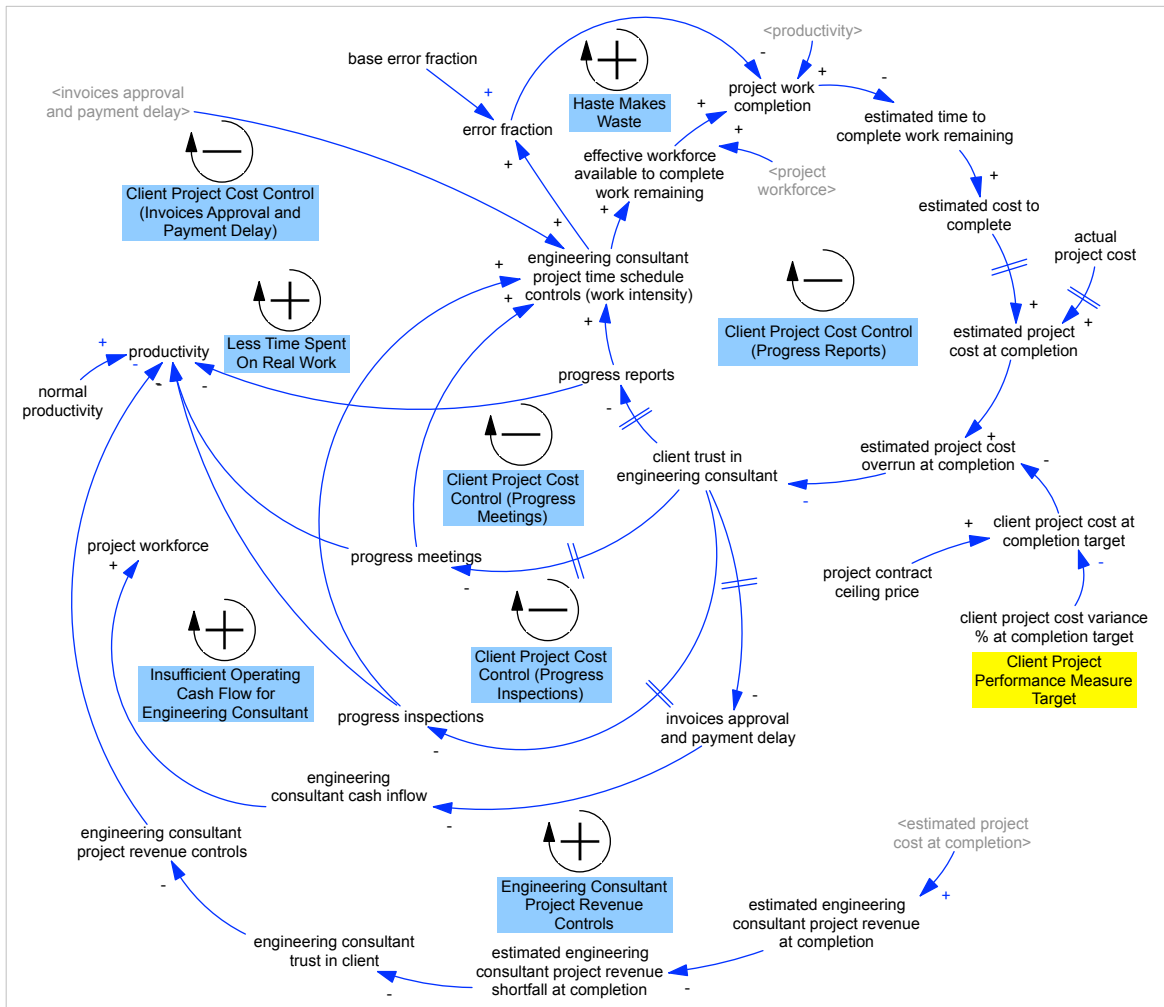 <productivity>
base error fraction
<invoices approval
and payment delay>
Haste Makes
Waste
project work
completion
error fraction
estimated time to
complete work remaining
effective workforce
available to complete
work remaining
<project
workforce>
Client Project Cost Control
(Invoices Approval and
Payment Delay)
estimated cost to
complete
actual
project cost
engineering consultant
project time schedule
controls (work intensity)
Less Time Spent
On Real Work
Client Project Cost Control
(Progress Reports)
estimated project
cost at completion
productivity
normal
productivity
progress reports
client trust in
engineering consultant
estimated project cost
overrun at completion
Client Project Cost
Control (Progress
Meetings)
client project cost at
completion target
project workforce
progress meetings
project contract
ceiling price
client project cost variance
% at completion target
Client Project
Performance Measure
Target
Client Project Cost
Control (Progress
Inspections)
Insufficient Operating
Cash Flow for
Engineering Consultant
progress inspections
invoices approval
and payment delay
engineering
consultant cash inflow
engineering consultant
project revenue controls
<estimated project
cost at completion>
Engineering Consultant
Project Revenue
Controls
estimated engineering
consultant project revenue
at completion
engineering consultant
trust in client
estimated engineering
consultant project revenue
shortfall at completion